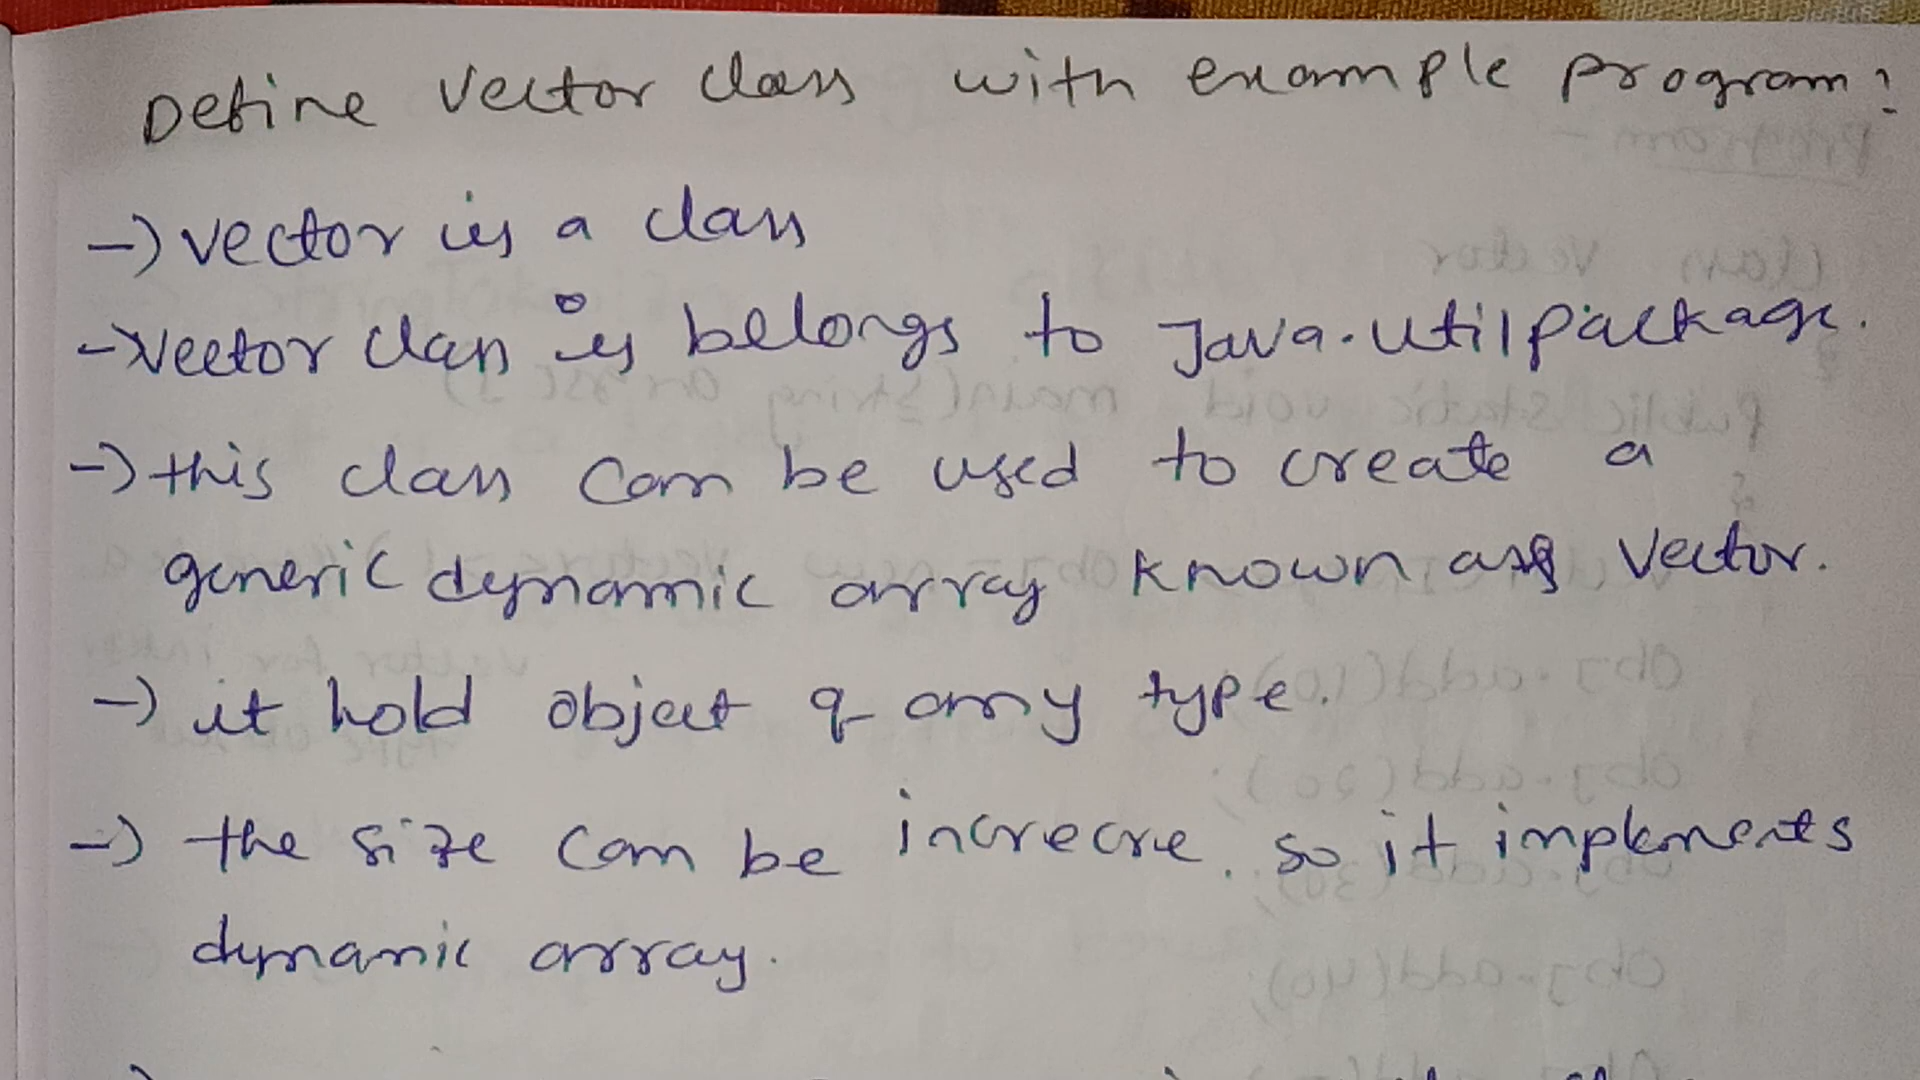 Define Vector class with example program?
-) vector is a class
-) Vector class is belongs to Java.util package.
-) this class can be used to create a
generic dynamic array known as Vector.
-) it hold object of any type.
-) the size can be increcre. so it implements
dynamic array.